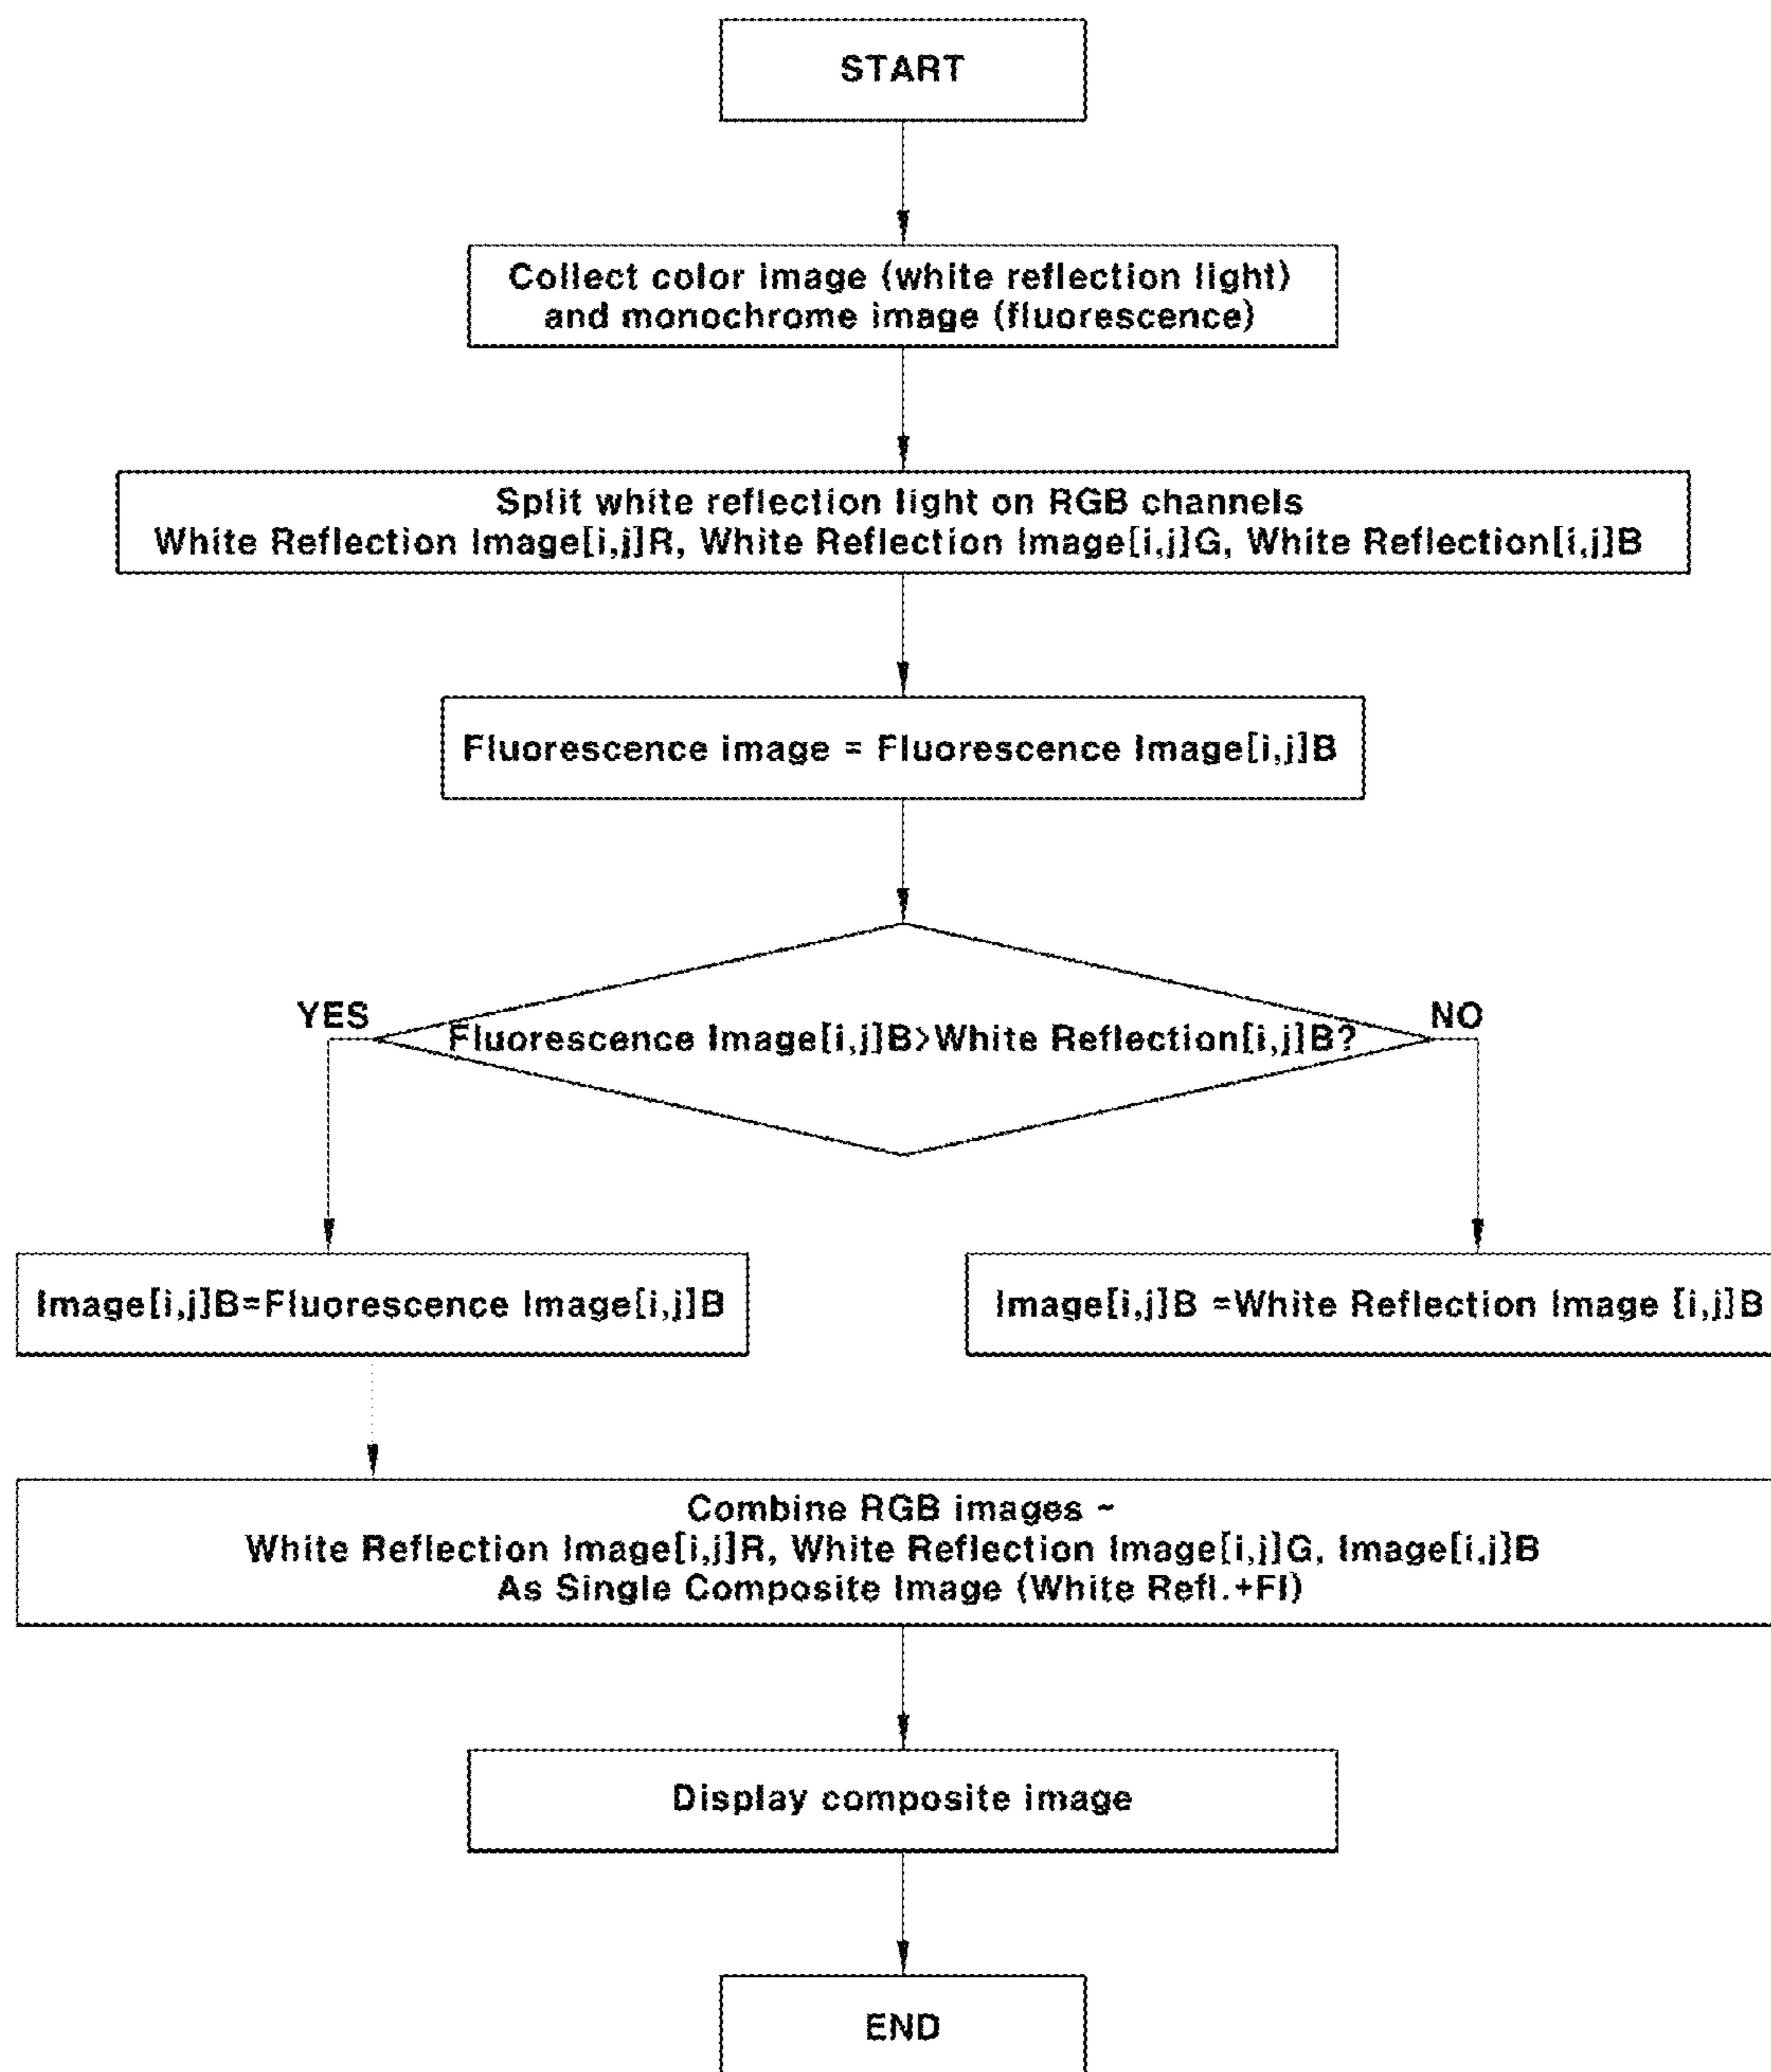 START
Collect color image (white reflection light)
and monochrome image (fluorescence)
Split white reflection light on RGB channels
White Reflection Image[i,j]R, White Reflection Image[i,j]G, White Reflection[i,j]B
Fluorescence image = Fluorescence Image[i,j]B
YES
Fluorescence Image[i,j]B>White Reflection[i,j]B?
NO
Image[i,j]B=Fluorescence Image[i,j]B
Image[i,j]B =White Reflection Image [i,j]B
Combine RGB images ~
White Reflection Image[i,j]R, White Reflection Image[i,j]G, Image[i,j]B
As Single Composite Image (White Refl.+FI)
Display composite image
END